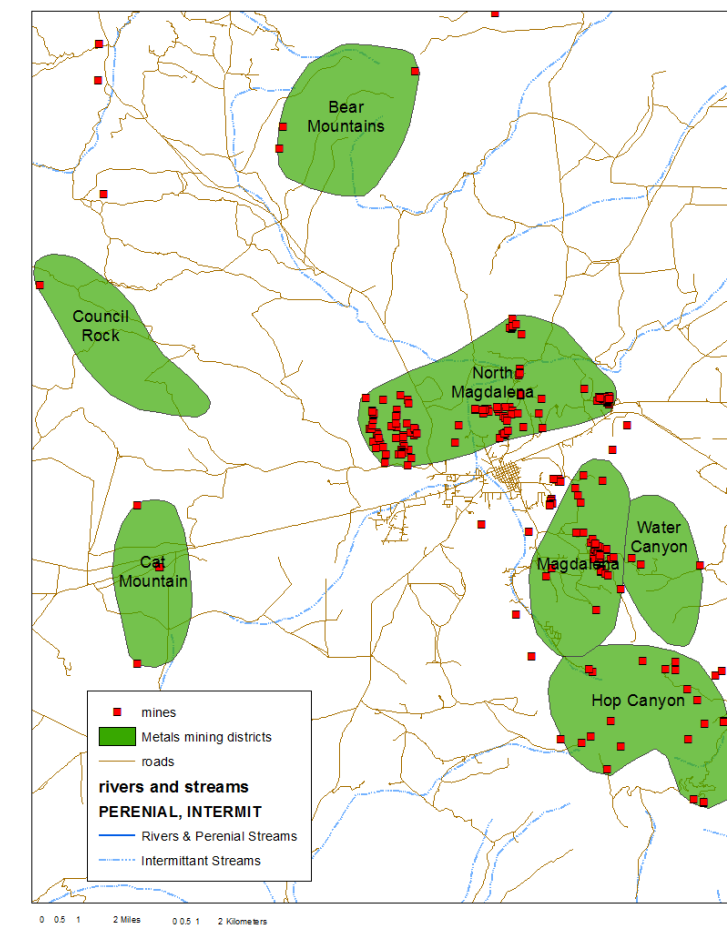 Bear
Mountains
Council
Rock
North
Magdalena
Cat
Mountain
Water
Canyon
Magdalena
Hop Canyon
mines
Metals mining districts
roads
rivers and streams
PERENIAL, INTERMIT
Rivers & Perenial Streams
Intermittant Streams
0 0.5 1 2 Miles
0 0.5 1 2 Kilometers